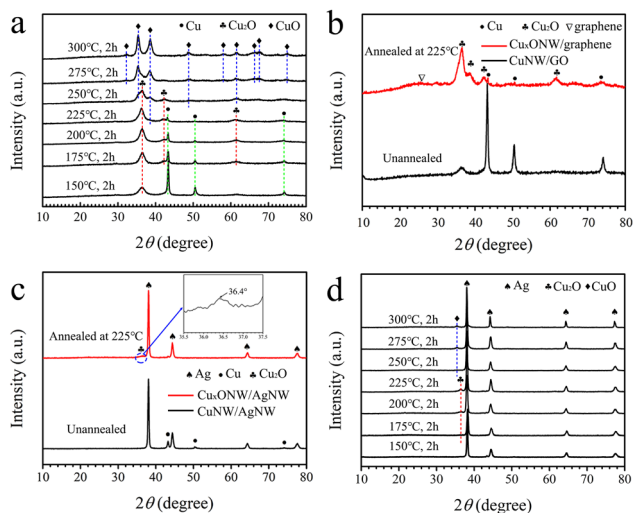 a
● Cu ♣ Cu₂O ♦ CuO
300℃, 2h
275℃, 2h
250℃, 2h
225℃, 2h
200℃, 2h
175℃, 2h
150℃, 2h
Intensity (a.u.)
10 20 30 40 50 60 70 80
2θ (degree)
b
● Cu ♣ Cu₂O ▽ graphene
Annealed at 225℃
CuₓONW/graphene
CuNW/GO
Unannealed
Intensity (a.u.)
10 20 30 40 50 60 70 80
2θ (degree)
c
36.4°
35.5 36.0 36.5 37.0 37.5
Annealed at 225℃
♠ Ag ● Cu ♣ Cu₂O
CuₓONW/AgNW
CuNW/AgNW
Unannealed
Intensity (a.u.)
10 20 30 40 50 60 70 80
2θ (degree)
d
♠ Ag ♣ Cu₂O ♦ CuO
300℃, 2h
275℃, 2h
250℃, 2h
225℃, 2h
200℃, 2h
175℃, 2h
150℃, 2h
Intensity (a.u.)
10 20 30 40 50 60 70 80
2θ (degree)